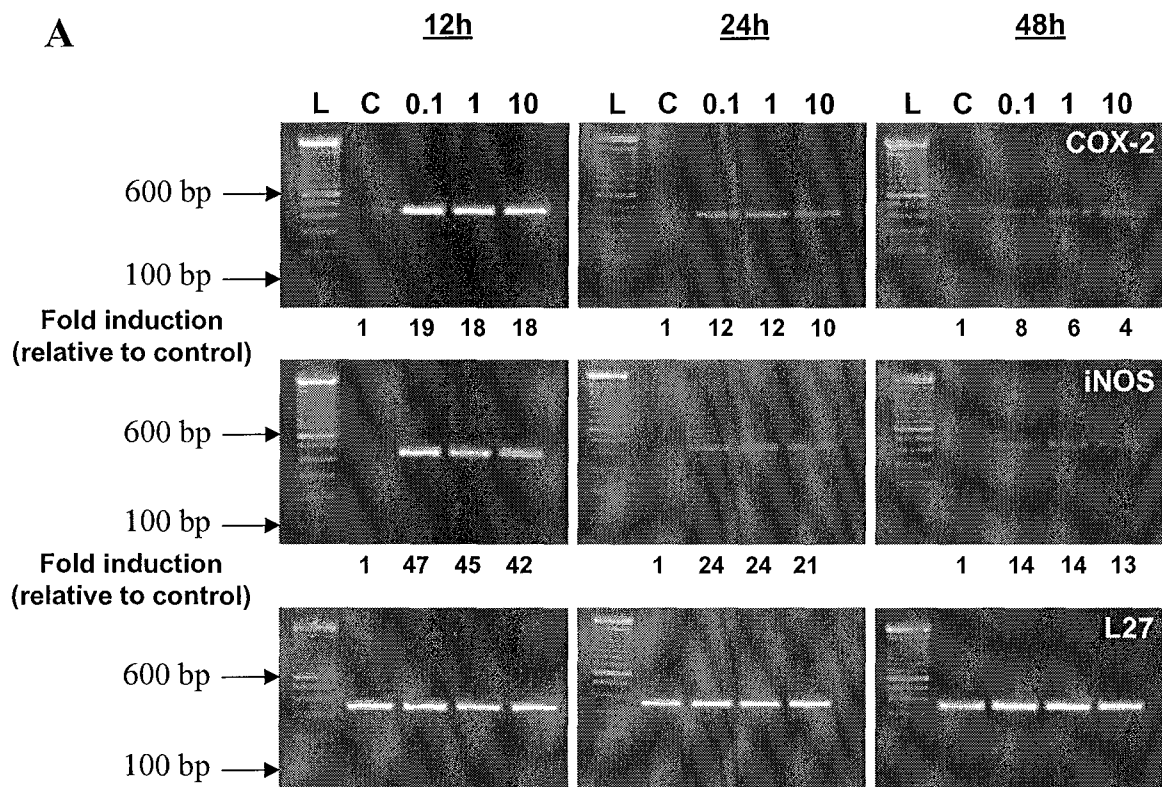 A
12h 24h 48h
L C 0.1 1 10 L C 0.1 1 10 L C 0.1 1 10
COX-2
600 bp
100 bp
Fold induction
(relative to control)
1 19 18 18 1 12 12 10 1 8 6 4
iNOS
600 bp
100 bp
Fold induction
(relative to control)
1 47 45 42 1 24 24 21 1 14 14 13
L27
600 bp
100 bp